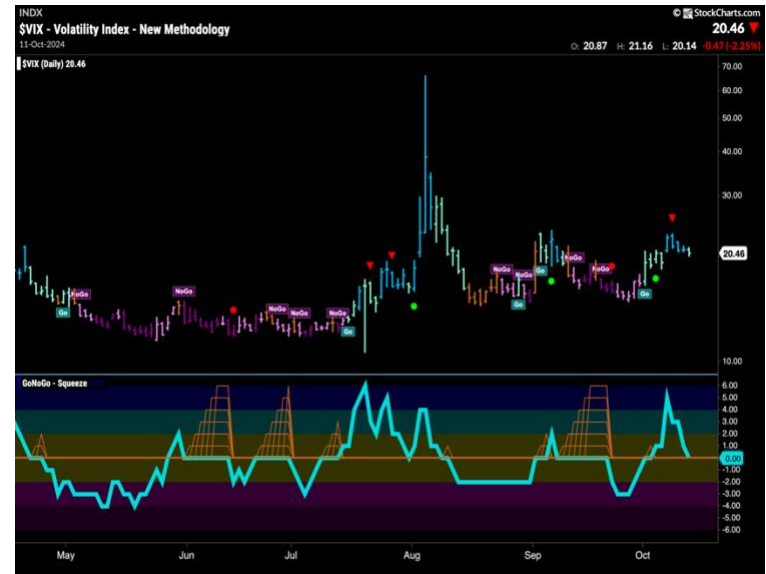 INDX
© StockCharts.com
$VIX - Volatility Index - New Methodology
20.46
11-Oct-2024
O: 20.87 H: 21.16 L: 20.14 -0.47 (-2.25%)
$VIX (Daily) 20.46
70.00
60.00
50.00
40.00
30.00
20.46
10.00
NoGo
Go
NoGo
NoGo
NoGo
NoGo
Go
NoGo
NoGo
Go
Go
NoGo
NoGo
Go
GoNoGo - Squeeze
6.00
5.00
4.00
3.00
2.00
1.00
0.00
-1.00
-2.00
-3.00
-4.00
-5.00
-6.00
May Jun Jul Aug Sep Oct